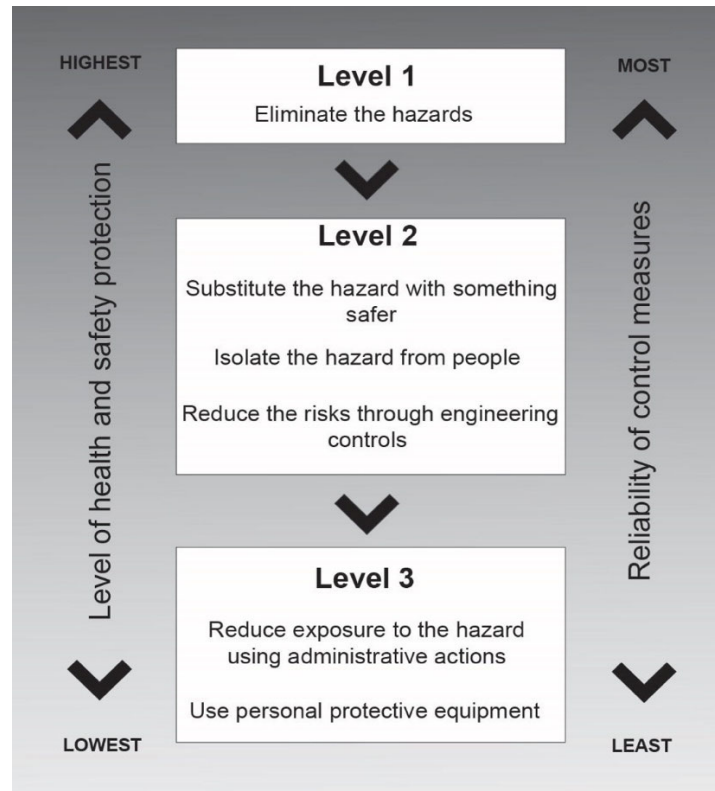 HIGHEST
MOST
Level 1
Eliminate the hazards
Level of health and safety protection
Reliability of control measures
Level 2
Substitute the hazard with something
safer
Isolate the hazard from people
Reduce the risks through engineering
controls
Level 3
Reduce exposure to the hazard
using administrative actions
Use personal protective equipment
LOWEST
LEAST